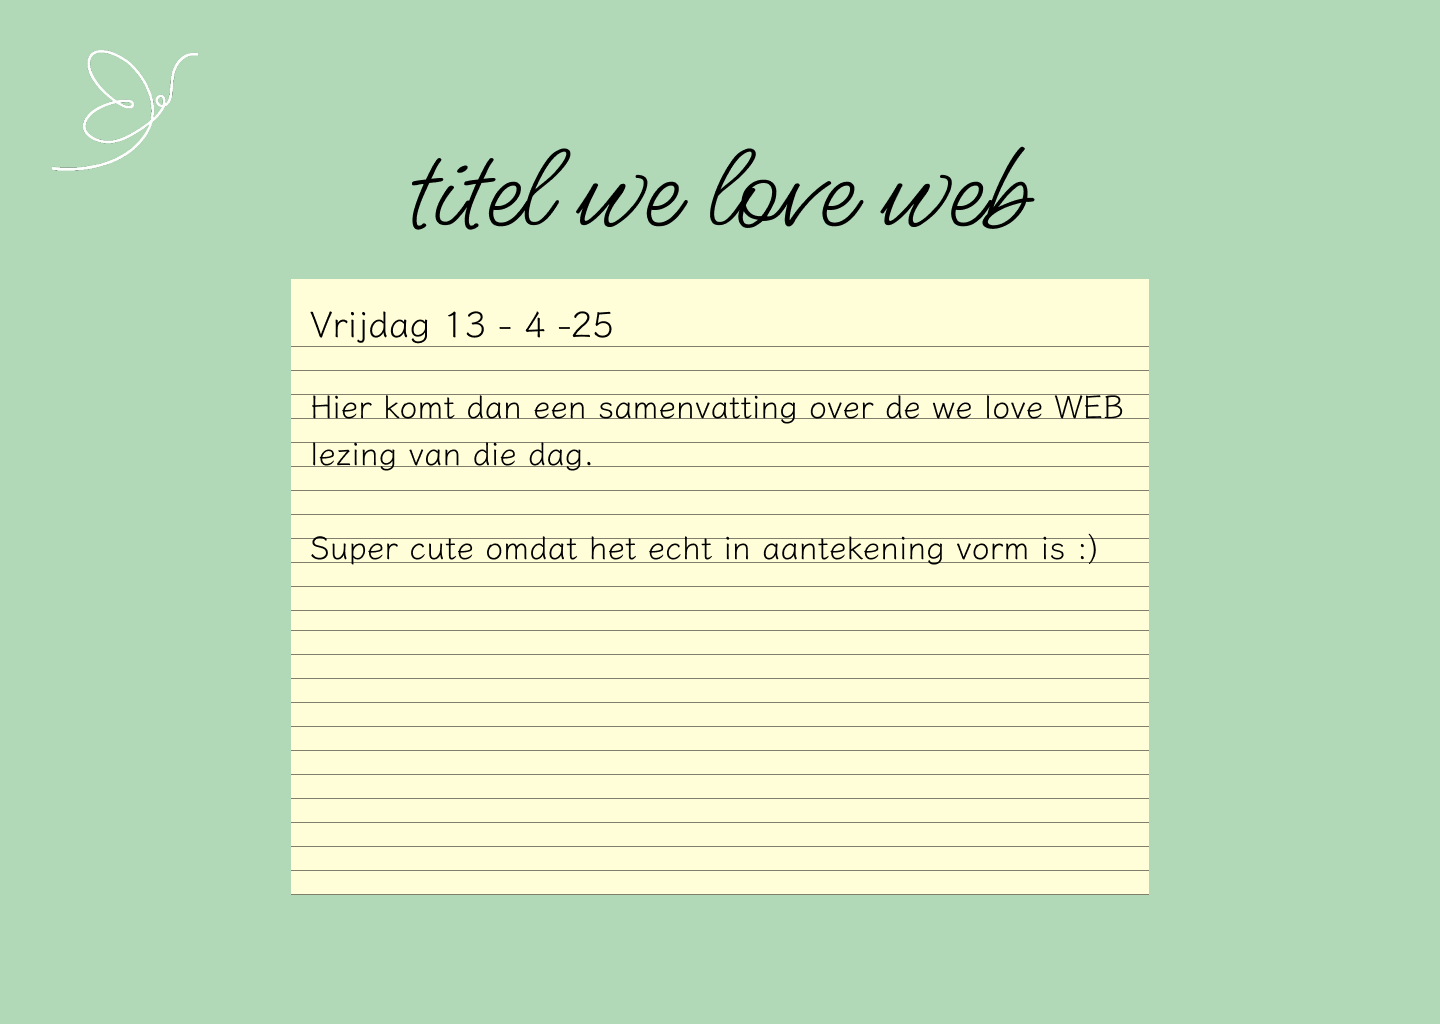 titel we love web
Vrijdag 13 - 4 -25
Hier komt dan een samenvatting over de we love WEB
lezing van die dag.
Super cute omdat het echt in aantekening vorm is :)